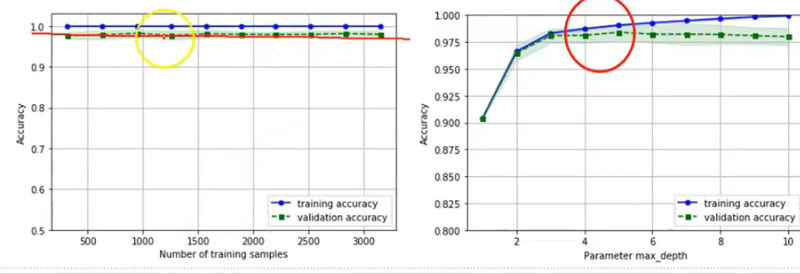 1.0
0.9
0.8
0.7
0.6
0.5
Accuracy
500 1000 1500 2000 2500 3000
Number of training samples
training accuracy
validation accuracy
1.000
0.975
0.950
0.925
0.900
0.875
0.850
0.825
0.800
Accuracy
2 4 6 8 10
Parameter max_depth
training accuracy
validation accuracy